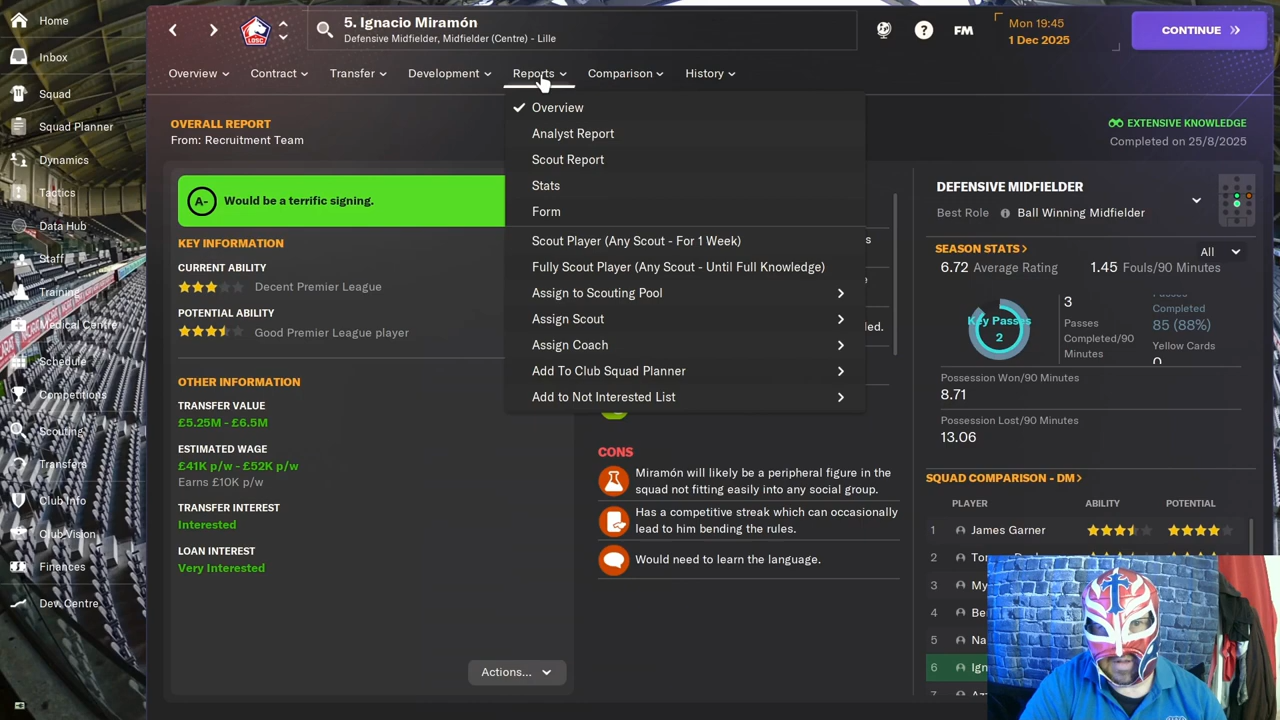 Home
Inbox
Squad
Squad Planner
Dynamics
Tactics
Data Hub
Staff
Training
Medical Centre
Schedule
Competitions
Scouting
Transfers
Club Info
Club Vision
Finances
Dev. Centre
LOSC
5. Ignacio Miramón
Defensive Midfielder, Midfielder (Centre) - Lille
?
FM
Mon 19:45
1 Dec 2025
CONTINUE
Overview
Contract
Transfer
Development
Reports
Comparison
History
Overview
Analyst Report
Scout Report
Stats
Form
Scout Player (Any Scout - For 1 Week)
Fully Scout Player (Any Scout - Until Full Knowledge)
Assign to Scouting Pool
Assign Scout
Assign Coach
Add To Club Squad Planner
Add to Not Interested List
OVERALL REPORT
From: Recruitment Team
EXTENSIVE KNOWLEDGE
Completed on 25/8/2025
A-
Would be a terrific signing.
KEY INFORMATION
CURRENT ABILITY
Decent Premier League
POTENTIAL ABILITY
Good Premier League player
OTHER INFORMATION
TRANSFER VALUE
£5.25M - £6.5M
ESTIMATED WAGE
£41K p/w - £52K p/w
Earns £10K p/w
TRANSFER INTEREST
Interested
LOAN INTEREST
Very Interested
Actions...
s
ed.
CONS
Miramón will likely be a peripheral figure in the
squad not fitting easily into any social group.
Has a competitive streak which can occasionally
lead to him bending the rules.
Would need to learn the language.
DEFENSIVE MIDFIELDER
Best Role
Ball Winning Midfielder
SEASON STATS >
All
6.72 Average Rating
1.45 Fouls/90 Minutes
Key Passes
2
3
Passes
Completed/90
Minutes
Passes
Completed
85 (88%)
Yellow Cards
0
Possession Won/90 Minutes
8.71
Possession Lost/90 Minutes
13.06
SQUAD COMPARISON - DM >
PLAYER
ABILITY
POTENTIAL
1 James Garner
2 To
3 My
4 Be
5 Na
6 Ign
7